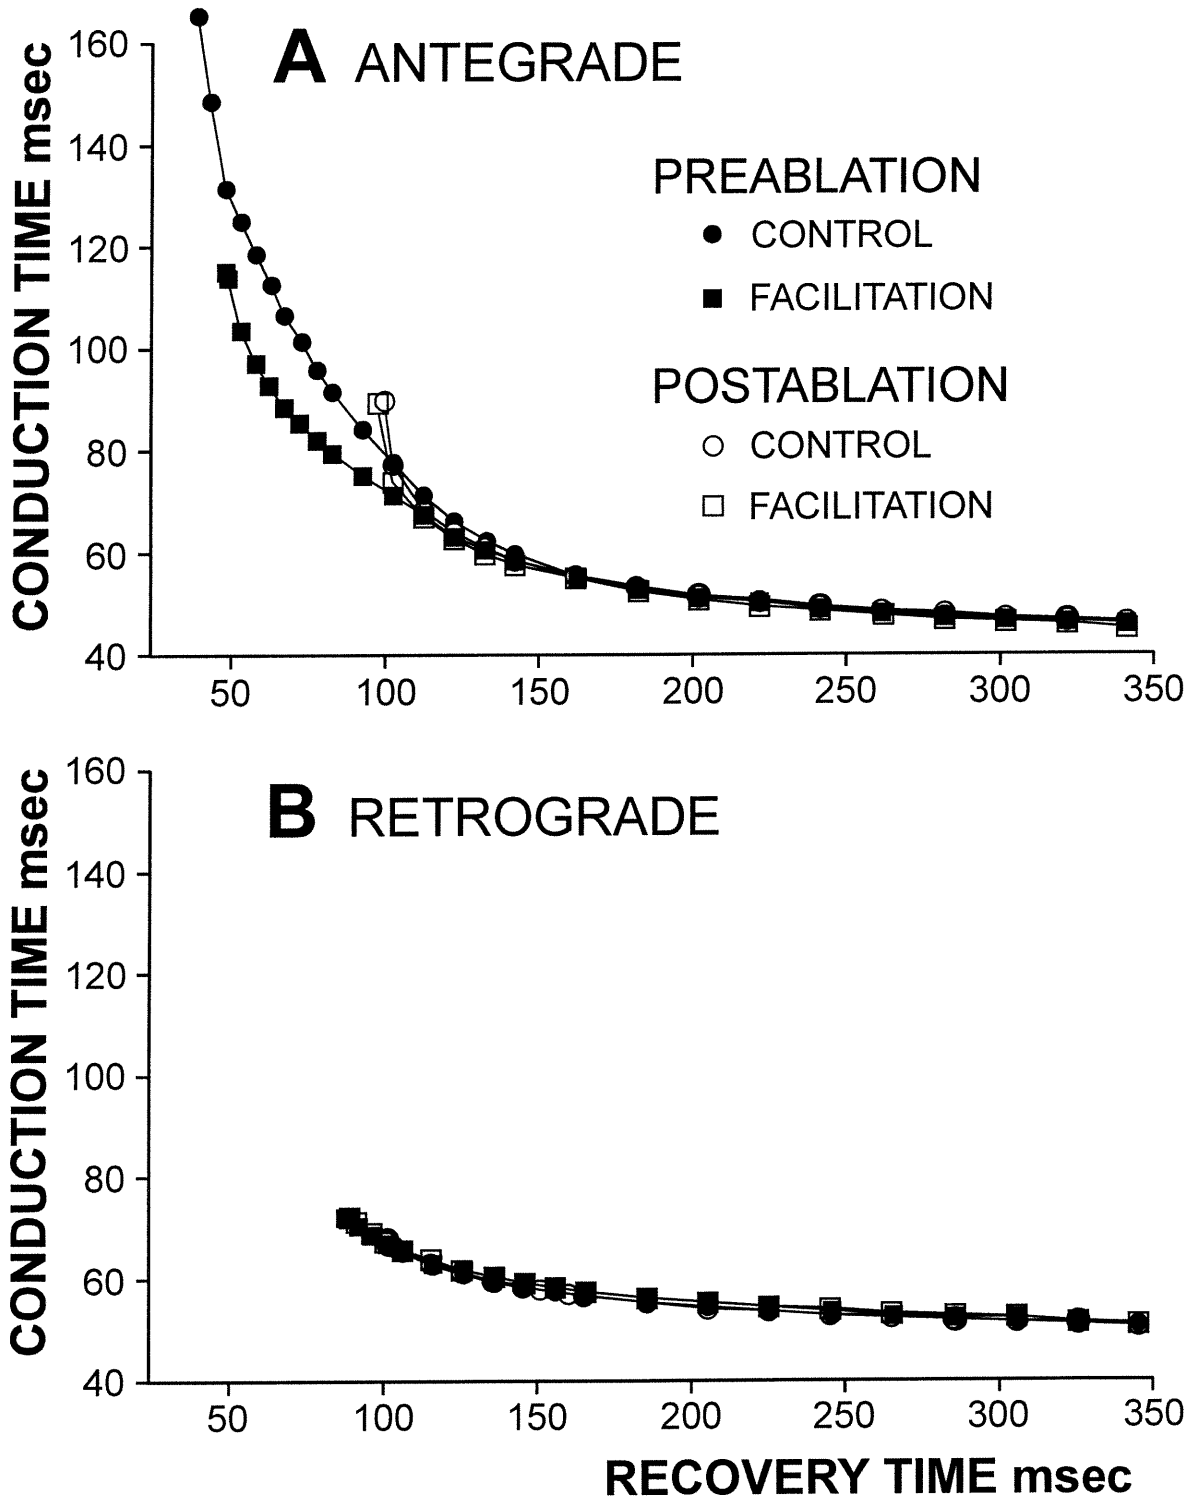 A ANTEGRADE
CONDUCTION TIME msec
160
140
120
100
80
60
40
PREABLATION
CONTROL
FACILITATION
POSTABLATION
CONTROL
FACILITATION
50 100 150 200 250 300 350
B RETROGRADE
CONDUCTION TIME msec
160
140
120
100
80
60
40
50 100 150 200 250 300 350
RECOVERY TIME msec